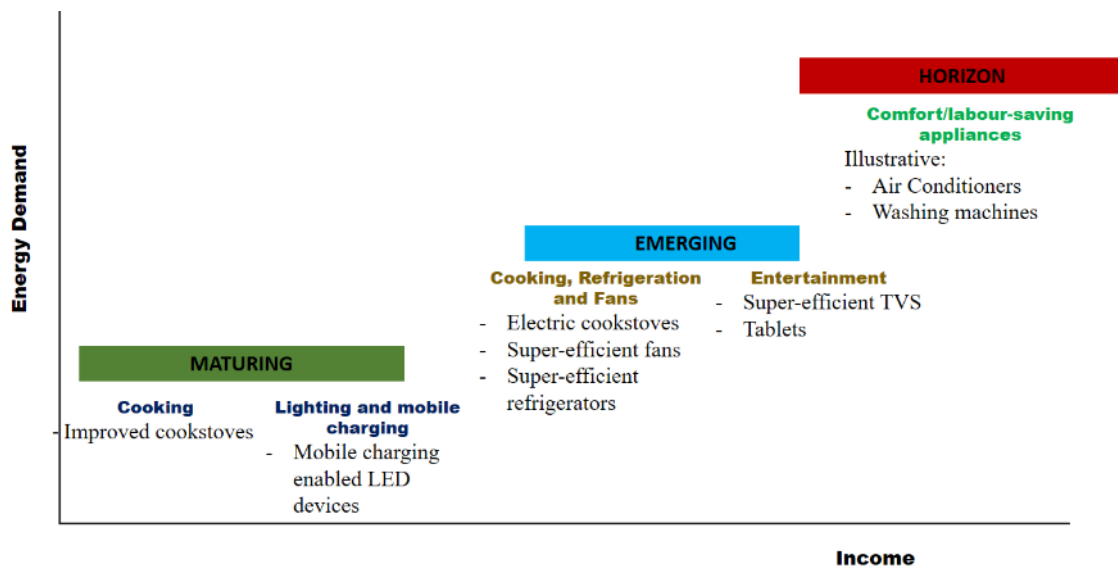 HORIZON
Comfort/labour-saving
appliances
Illustrative:
- Air Conditioners
- Washing machines
Energy Demand
EMERGING
Cooking, Refrigeration
and Fans
- Electric cookstoves
- Super-efficient fans
- Super-efficient
refrigerators
Entertainment
- Super-efficient TVS
- Tablets
MATURING
Cooking
- Improved cookstoves
Lighting and mobile
charging
- Mobile charging
enabled LED
devices
Income